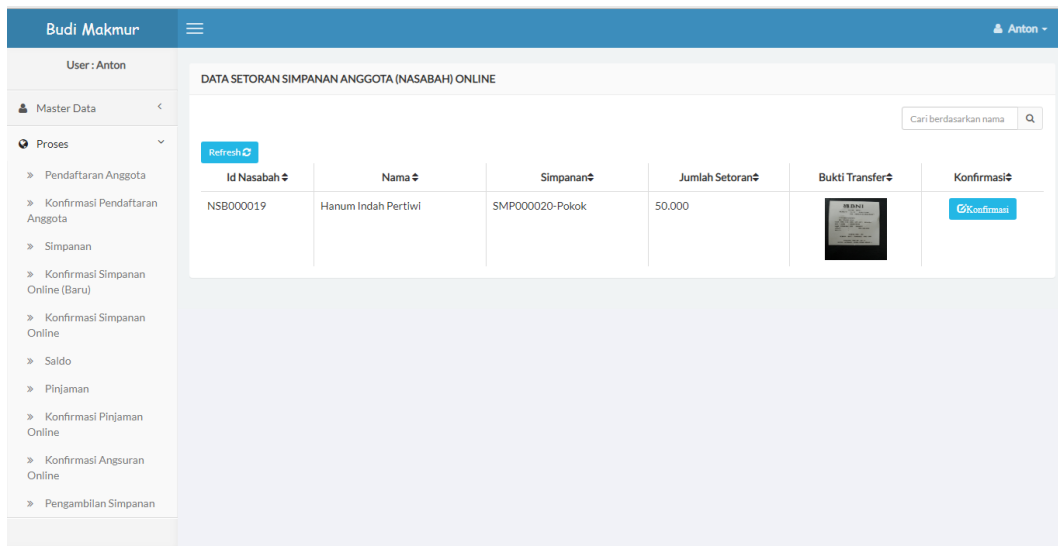 Budi Makmur
Anton
User : Anton
DATA SETORAN SIMPANAN ANGGOTA (NASABAH) ONLINE
Master Data
Cari berdasarkan nama
Proses
Refresh
Id Nasabah Nama Simpanan Jumlah Setoran Bukti Transfer Konfirmasi
Pendaftaran Anggota
NSB000019 Hanum Indah Pertiwi SMP000020-Pokok 50.000 Konfirmasi
BNI
Konfirmasi Pendaftaran
Anggota
Simpanan
Konfirmasi Simpanan
Online (Baru)
Konfirmasi Simpanan
Online
Saldo
Pinjaman
Konfirmasi Pinjaman
Online
Konfirmasi Angsuran
Online
Pengambilan Simpanan